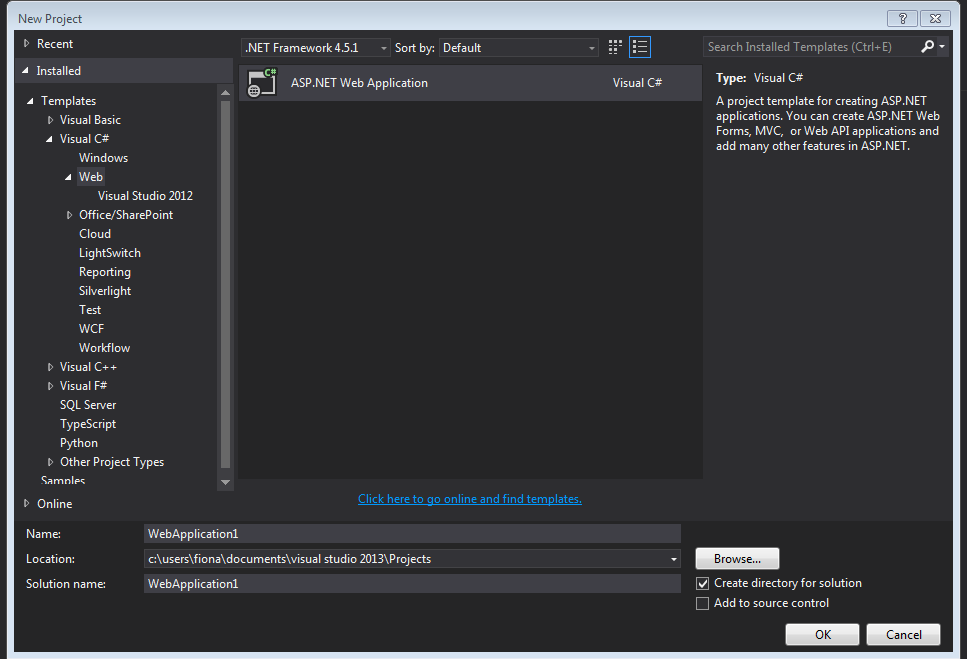 New Project
Recent
Installed
Templates
Visual Basic
Visual C#
Windows
Web
Visual Studio 2012
Office/SharePoint
Cloud
LightSwitch
Reporting
Silverlight
Test
WCF
Workflow
Visual C++
Visual F#
SQL Server
TypeScript
Python
Other Project Types
Samples
Online
.NET Framework 4.5.1 Sort by: Default
C# ASP.NET Web Application Visual C#
Click here to go online and find templates.
Search Installed Templates (Ctrl+E)
Type: Visual C#
A project template for creating ASP.NET
applications. You can create ASP.NET Web
Forms, MVC, or Web API applications and
add many other features in ASP.NET.
Name: WebApplication1
Location: c:\users\fiona\documents\visual studio 2013\Projects
Browse...
Solution name: WebApplication1
Create directory for solution
Add to source control
OK Cancel